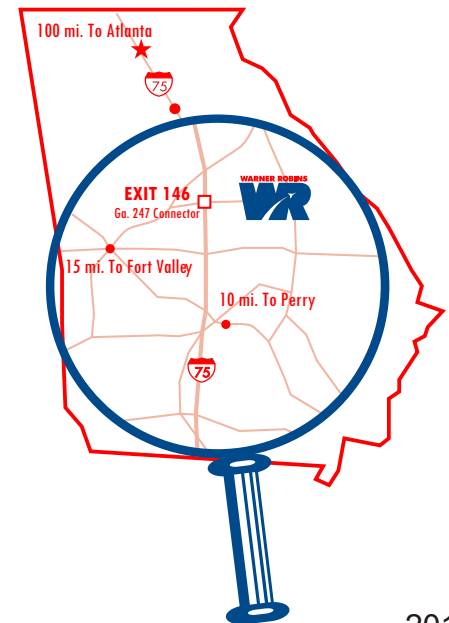 100 mi. To Atlanta
75
WARNER ROBINS
WR
EXIT 146
Ga. 247 Connector
15 mi. To Fort Valley
10 mi. To Perry
75